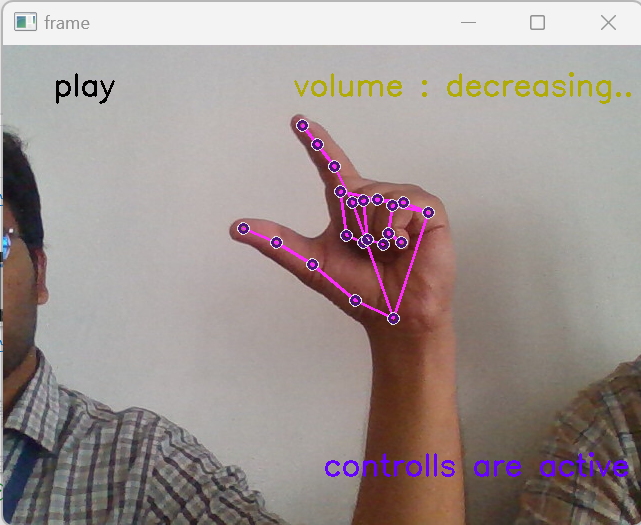 frame
play
volume : decreasing..
controlls are active